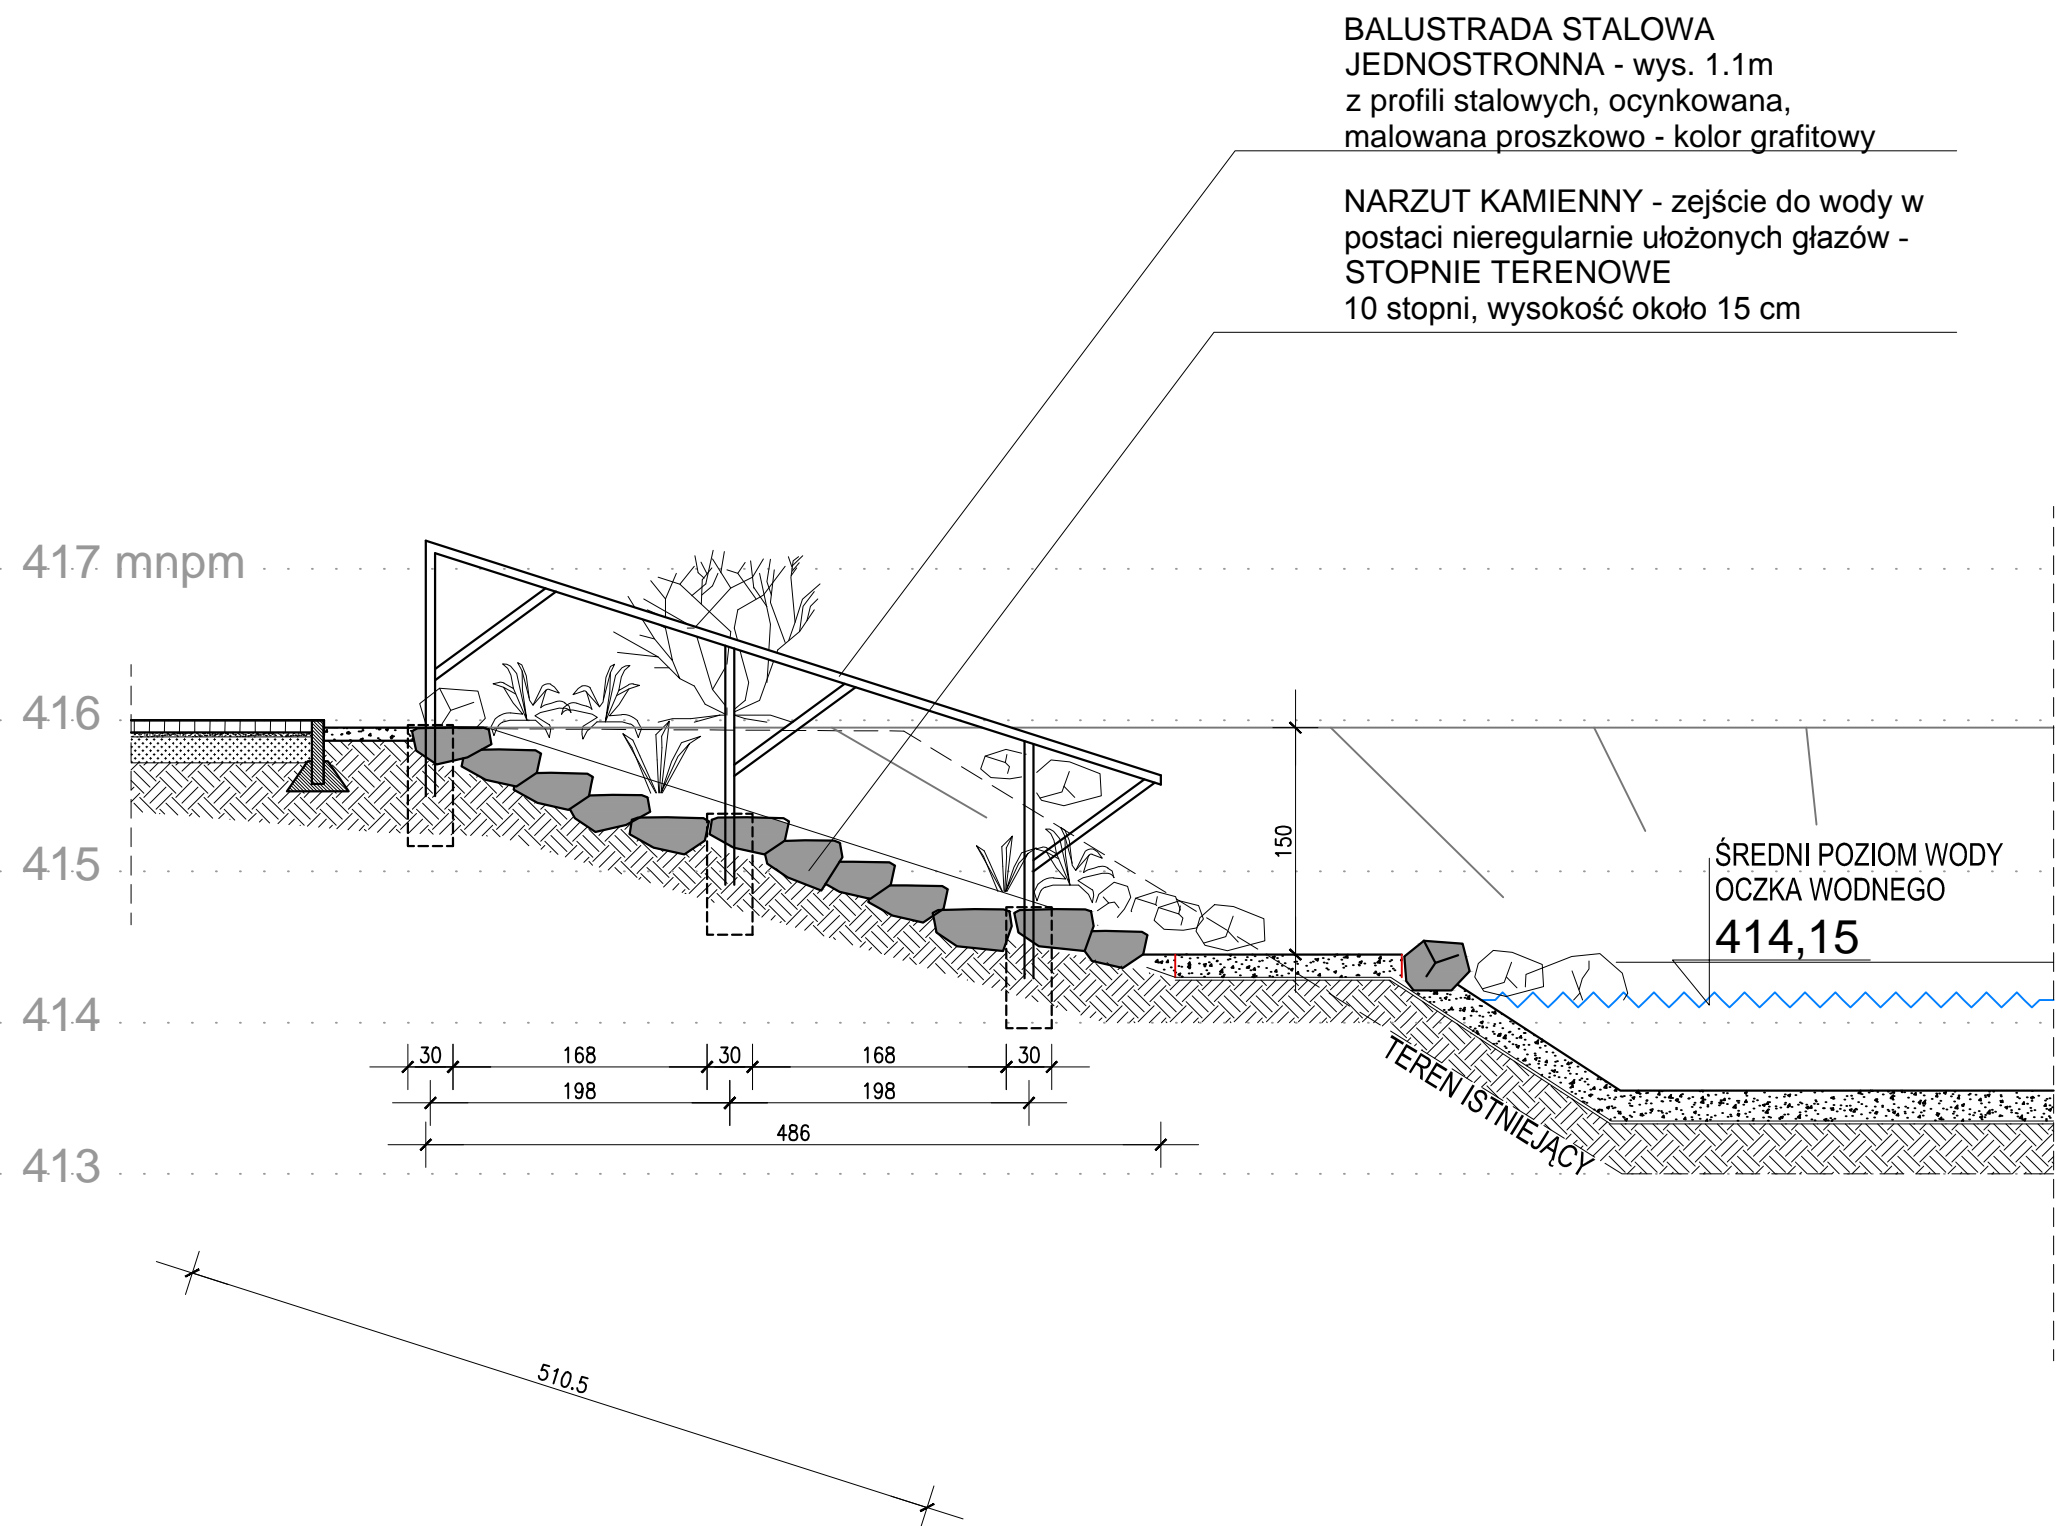 BALUSTRADA STALOWA
JEDNOSTRONNA - wys. 1.1m
z profili stalowych, ocynkowana,
malowana proszkowo - kolor grafitowy
NARZUT KAMIENNY - zejście do wody w
postaci nieregularnie ułożonych głazów -
STOPNIE TERENOWE
10 stopni, wysokość około 15 cm
417 mnpm
416
415
150
ŚREDNI POZIOM WODY
OCZKA WODNEGO
414,15
414
30 168 30 168 30
198 198
486
TEREN ISTNIEJĄCY
413
510.5